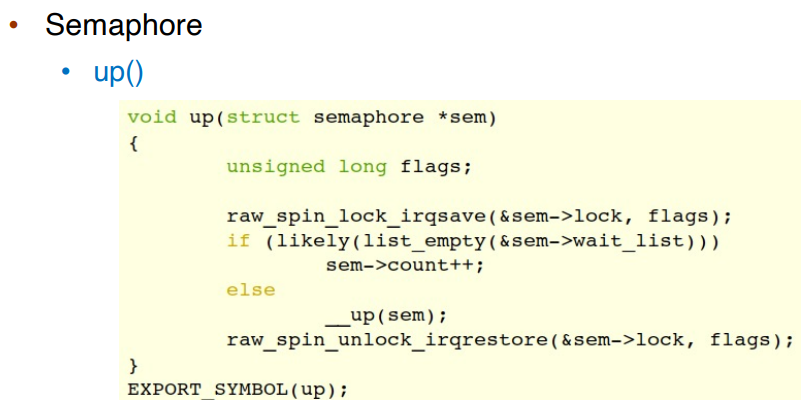 • Semaphore
• up()
void up(struct semaphore *sem)
{
        unsigned long flags;

        raw_spin_lock_irqsave(&sem->lock, flags);
        if (likely(list_empty(&sem->wait_list)))
                sem->count++;
        else
                __up(sem);
        raw_spin_unlock_irqrestore(&sem->lock, flags);
}
EXPORT_SYMBOL(up);